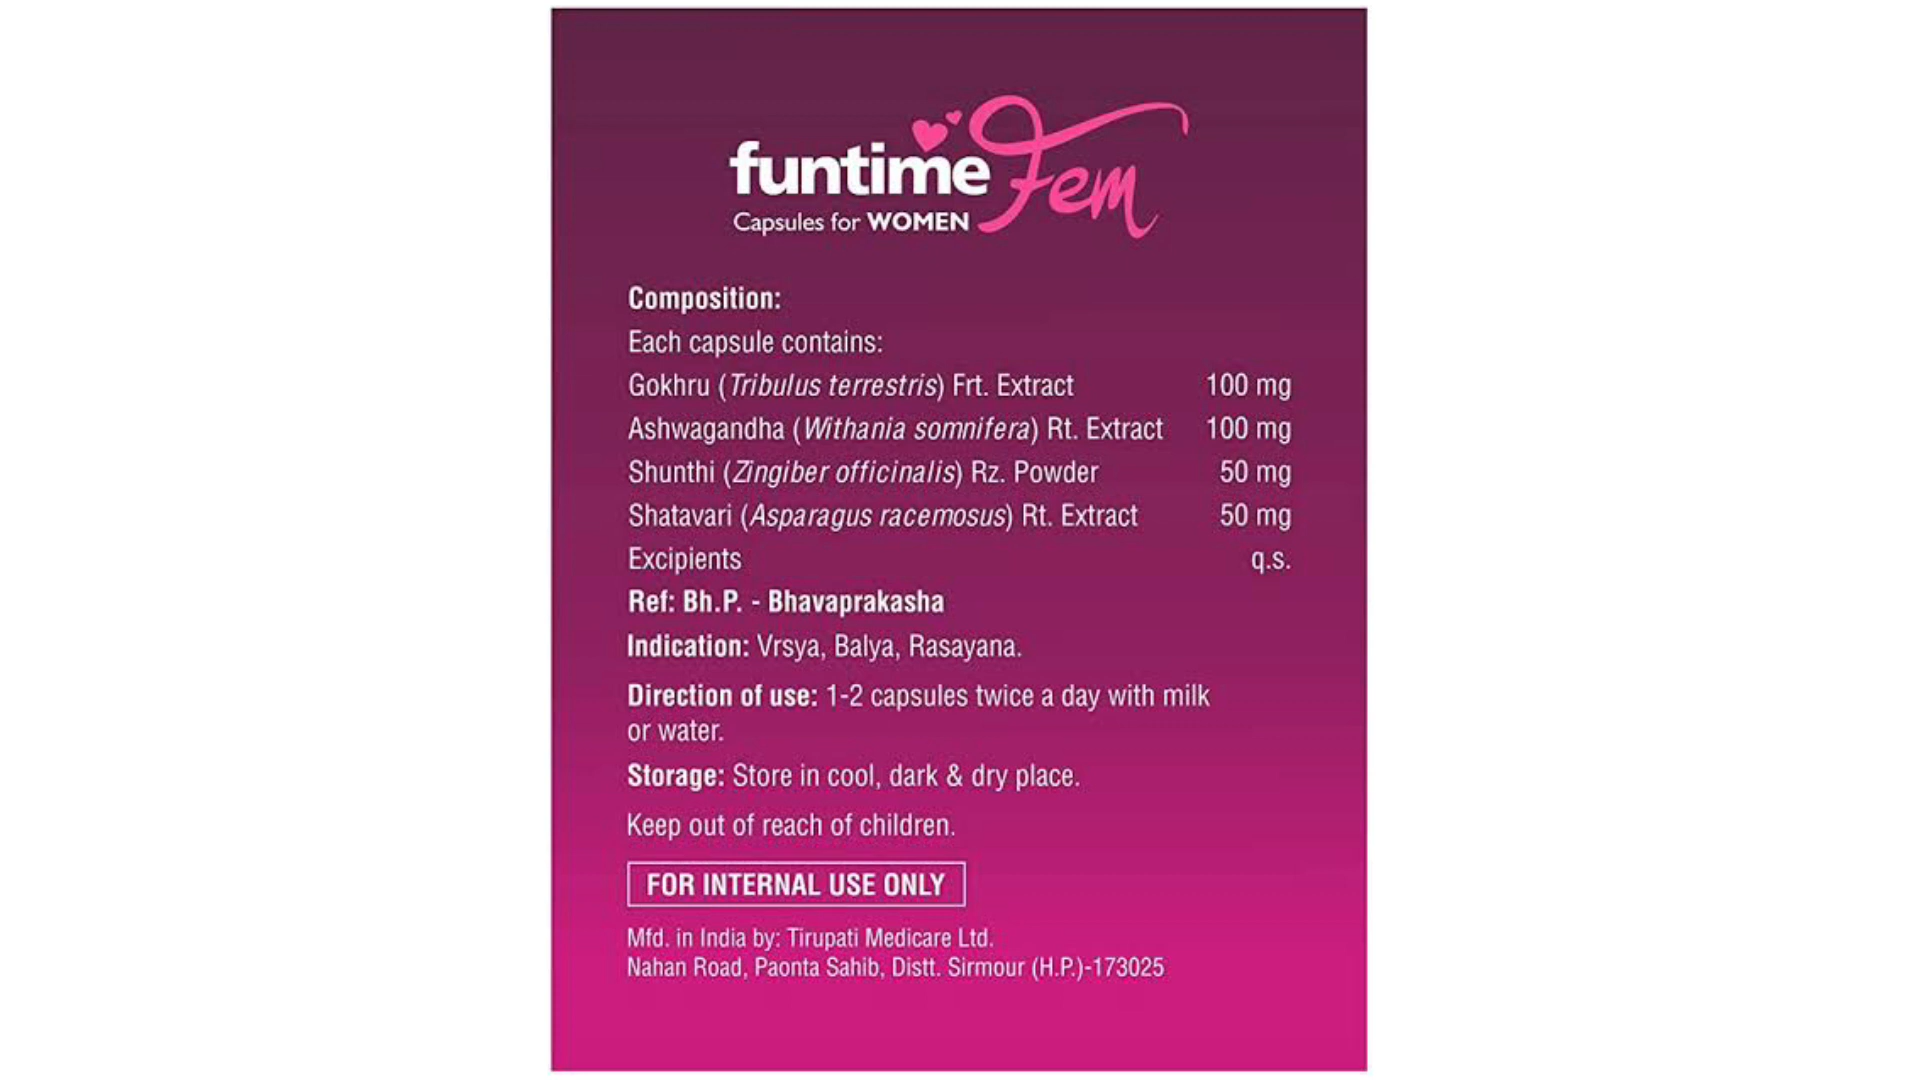 funtime Fem
Capsules for WOMEN
Composition:
Each capsule contains:
Gokhru (Tribulus terrestris) Frt. Extract 100 mg
Ashwagandha (Withania somnifera) Rt. Extract 100 mg
Shunthi (Zingiber officinalis) Rz. Powder 50 mg
Shatavari (Asparagus racemosus) Rt. Extract 50 mg
Excipients q.s.
Ref: Bh.P. - Bhavaprakasha
Indication: Vrsya, Balya, Rasayana.
Direction of use: 1-2 capsules twice a day with milk
or water.
Storage: Store in cool, dark & dry place.
Keep out of reach of children.
FOR INTERNAL USE ONLY
Mfd. in India by: Tirupati Medicare Ltd.
Nahan Road, Paonta Sahib, Distt. Sirmour (H.P.)-173025